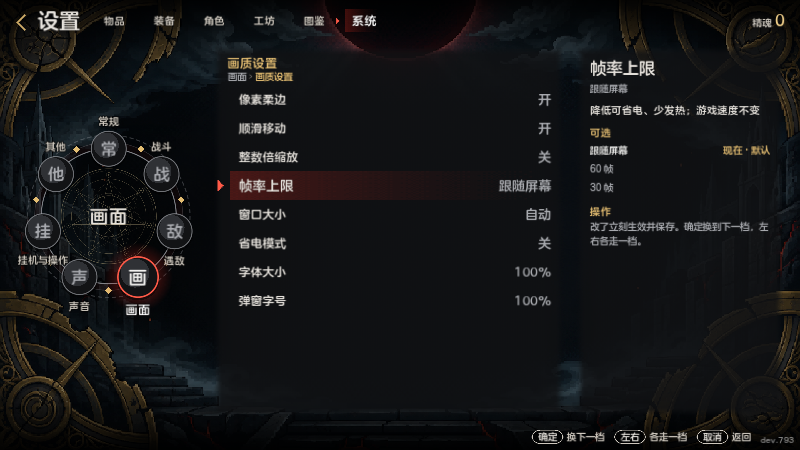 设置
物品
装备
角色
工坊
图鉴
系统
精魂 0
画质设置
画面 · 画质设置
像素柔边 开
顺滑移动 开
整数倍缩放 关
帧率上限 跟随屏幕
窗口大小 自动
省电模式 关
字体大小 100%
弹窗字号 100%
常规
常
其他
他
战斗
战
画面
挂
挂机与操作
敌
遇敌
声
声音
画
画面
帧率上限
跟随屏幕
降低可省电、少发热；游戏速度不变
可选
跟随屏幕 现在 · 默认
60 帧
30 帧
操作
改了立刻生效并保存。确定换到下一档，左
右各走一档。
确定 换下一档 左右 各走一档 取消 返回
dev.793